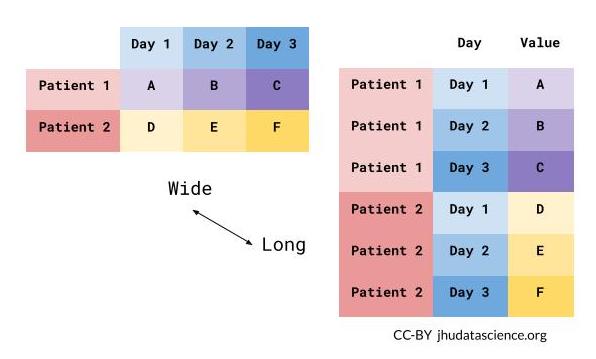 Day 1 Day 2 Day 3
Patient 1 A B C
Patient 2 D E F
Wide
Long
Day Value
Patient 1 Day 1 A
Patient 1 Day 2 B
Patient 1 Day 3 C
Patient 2 Day 1 D
Patient 2 Day 2 E
Patient 2 Day 3 F
CC-BY jhudatascience.org